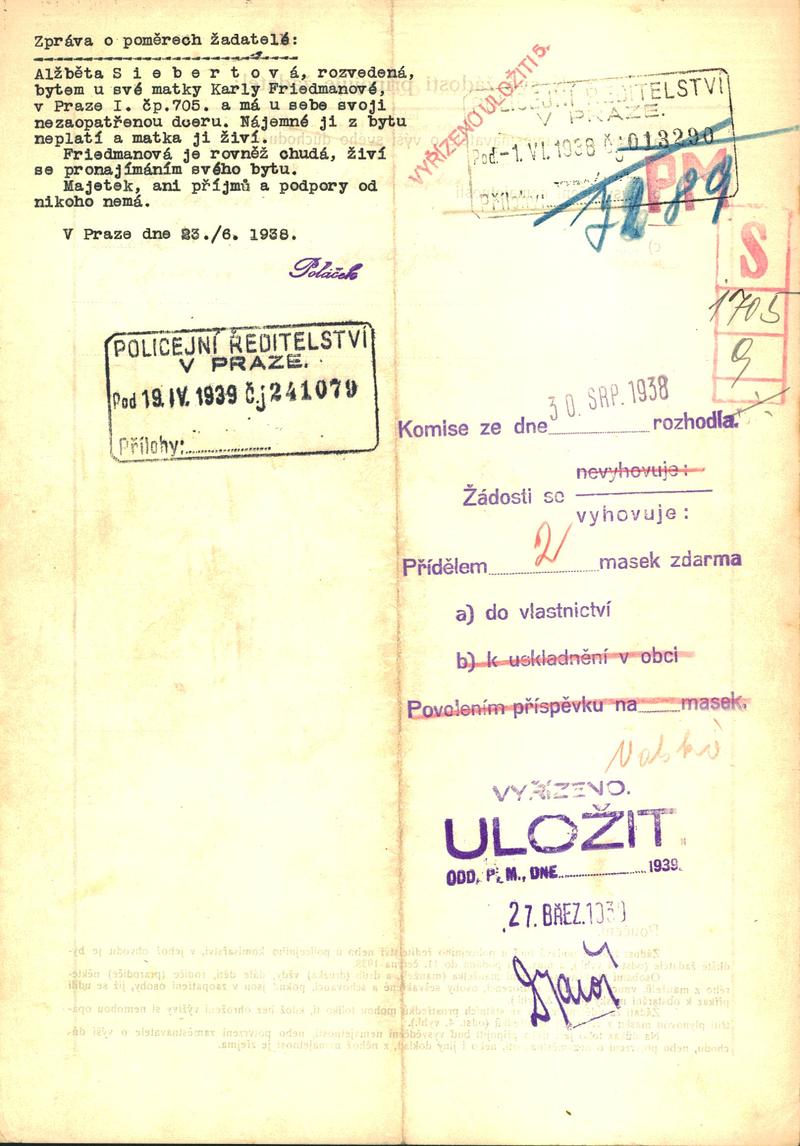 Zpráva o poměrech žadatelé:
Alžběta S i e b e r t o v á, rozvedená,
bytem u své matky Karly Friedmanové,
v Praze I. čp.705. a má u sebe svoji
nezaopatřenou dceru. Nájemné ji z bytu
neplatí a matka ji živí.
Friedmanová je rovněž chudá, živí
se pronajímáním svého bytu.
Majetek, ani příjmů a podpory od
nikoho nemá.
V Praze dne 23./6. 1938.
Poláček
POLICEJNÍ ŘEDITELSTVÍ
V PRAZE.
Pod 19. IV. 1939 č.j 241079
Přílohy:
VYŘÍZENO ULOŽITI 5.
POLICEJNÍ ŘEDITELSTVÍ
V PRAZE.
Pod.-1. VI. 1938 č.j 013290
Přílohy:
PM
7289
S
1705
9
30. SRP. 1938
Komise ze dne rozhodla.
nevyhovuje:
Žádosti se
vyhovuje:
Přídělem 2 masek zdarma
a) do vlastnictví
b) k uskladnění v obci
Povolením příspěvku na masek.
VYŘÍZENO.
ULOŽIT
ODD. P. M., DNE 1939.
27. BŘEZ. 1939